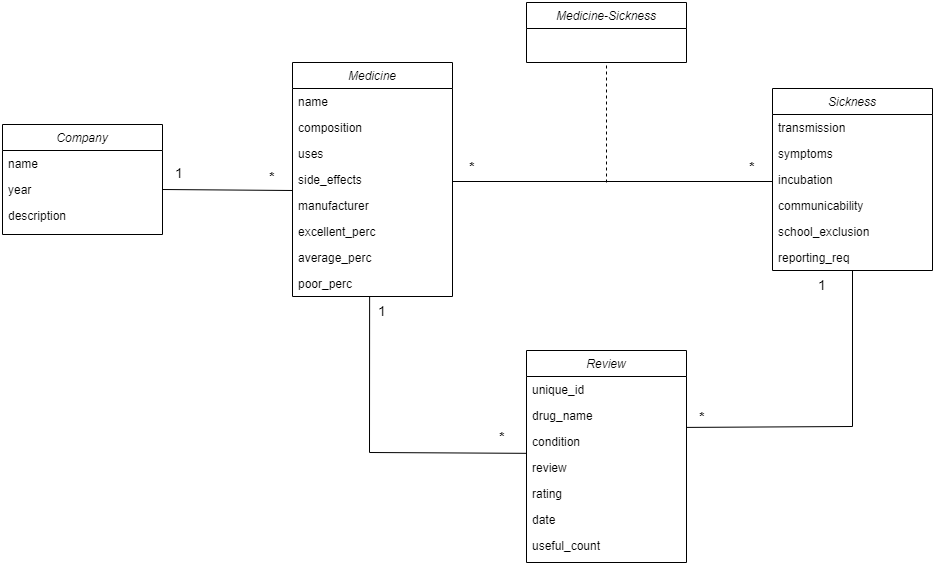 Medicine-Sickness
Medicine
name
composition
uses
side_effects
manufacturer
excellent_perc
average_perc
poor_perc
Sickness
transmission
symptoms
incubation
communicability
school_exclusion
reporting_req
Company
name
year
description
1
*
*
*
1
1
*
*
Review
unique_id
drug_name
condition
review
rating
date
useful_count